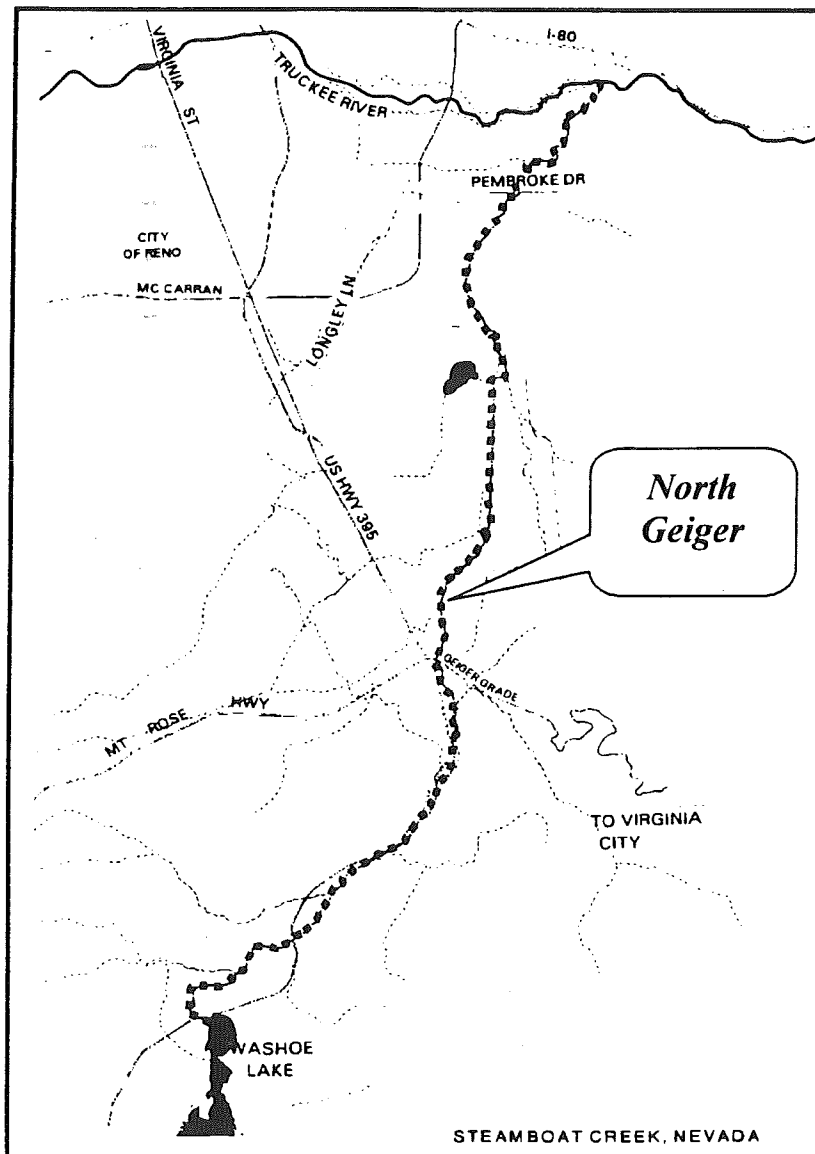 I-80
VIRGINIA ST
TRUCKEE RIVER
PEMBROKE DR
CITY
OF RENO
MC CARRAN
LONGLEY LN
US HWY 395
North
Geiger
GEIGER GRADE
MT ROSE HWY
TO VIRGINIA
CITY
WASHOE
LAKE
STEAMBOAT CREEK, NEVADA